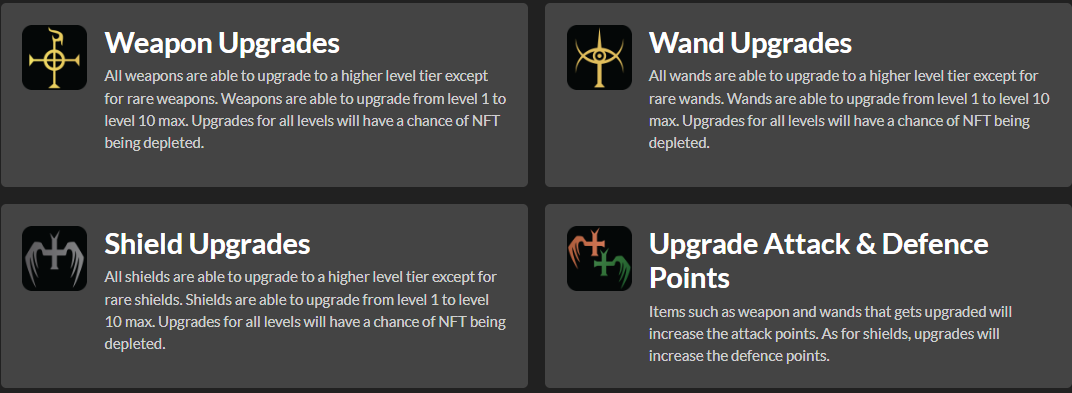 Weapon Upgrades
All weapons are able to upgrade to a higher level tier except
for rare weapons. Weapons are able to upgrade from level 1 to
level 10 max. Upgrades for all levels will have a chance of NFT
being depleted.
Wand Upgrades
All wands are able to upgrade to a higher level tier except for
rare wands. Wands are able to upgrade from level 1 to level 10
max. Upgrades for all levels will have a chance of NFT being
depleted.
Shield Upgrades
All shields are able to upgrade to a higher level tier except for
rare shields. Shields are able to upgrade from level 1 to level
10 max. Upgrades for all levels will have a chance of NFT being
depleted.
Upgrade Attack & Defence
Points
Items such as weapon and wands that gets upgraded will
increase the attack points. As for shields, upgrades will
increase the defence points.